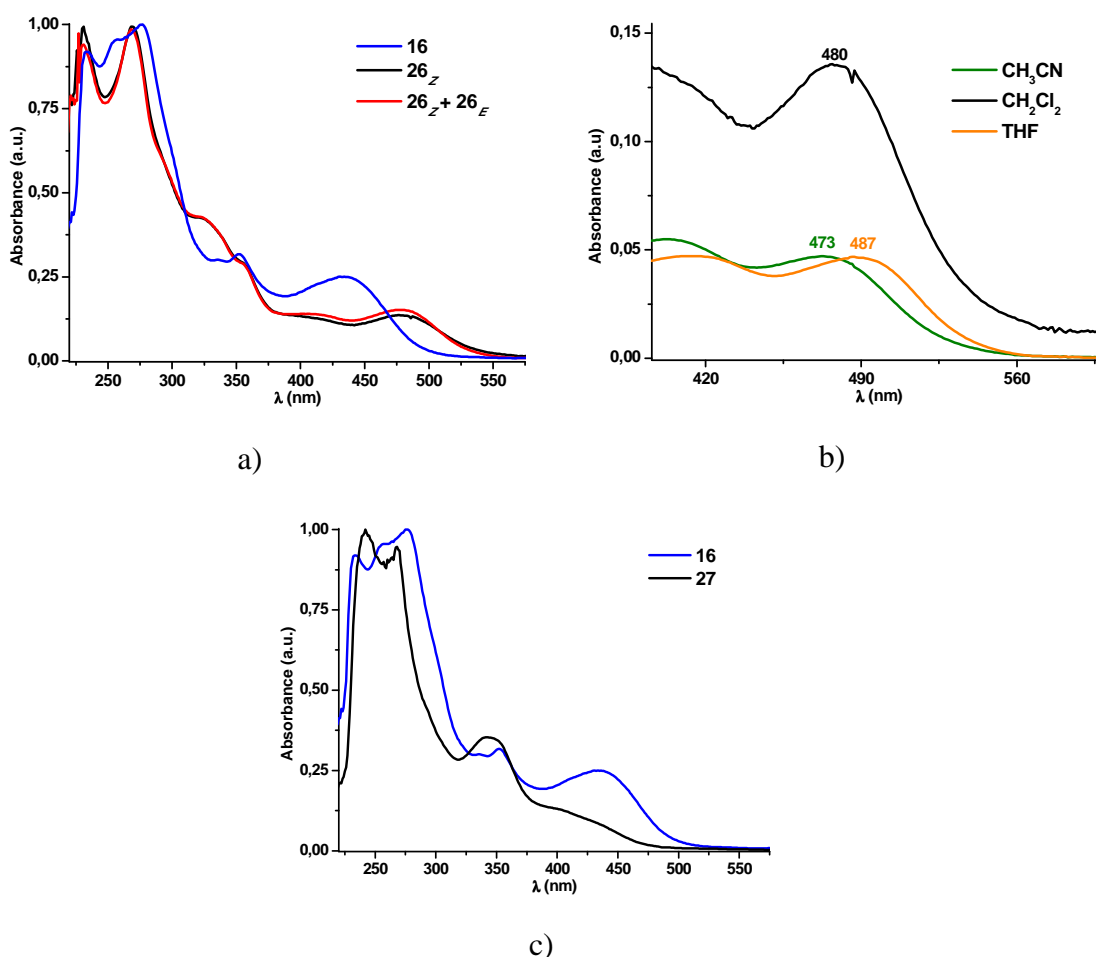 1,00
0,75
0,50
0,25
0,00
Absorbance (a.u.)
16
26Z
26Z + 26E
250 300 350 400 450 500 550
λ (nm)
a)
0,15
0,10
0,05
0,00
Absorbance (a.u)
480
473 487
CH3CN
CH2Cl2
THF
420 490 560
λ (nm)
b)
1,00
0,75
0,50
0,25
0,00
Absorbance (a.u.)
16
27
250 300 350 400 450 500 550
λ (nm)
c)